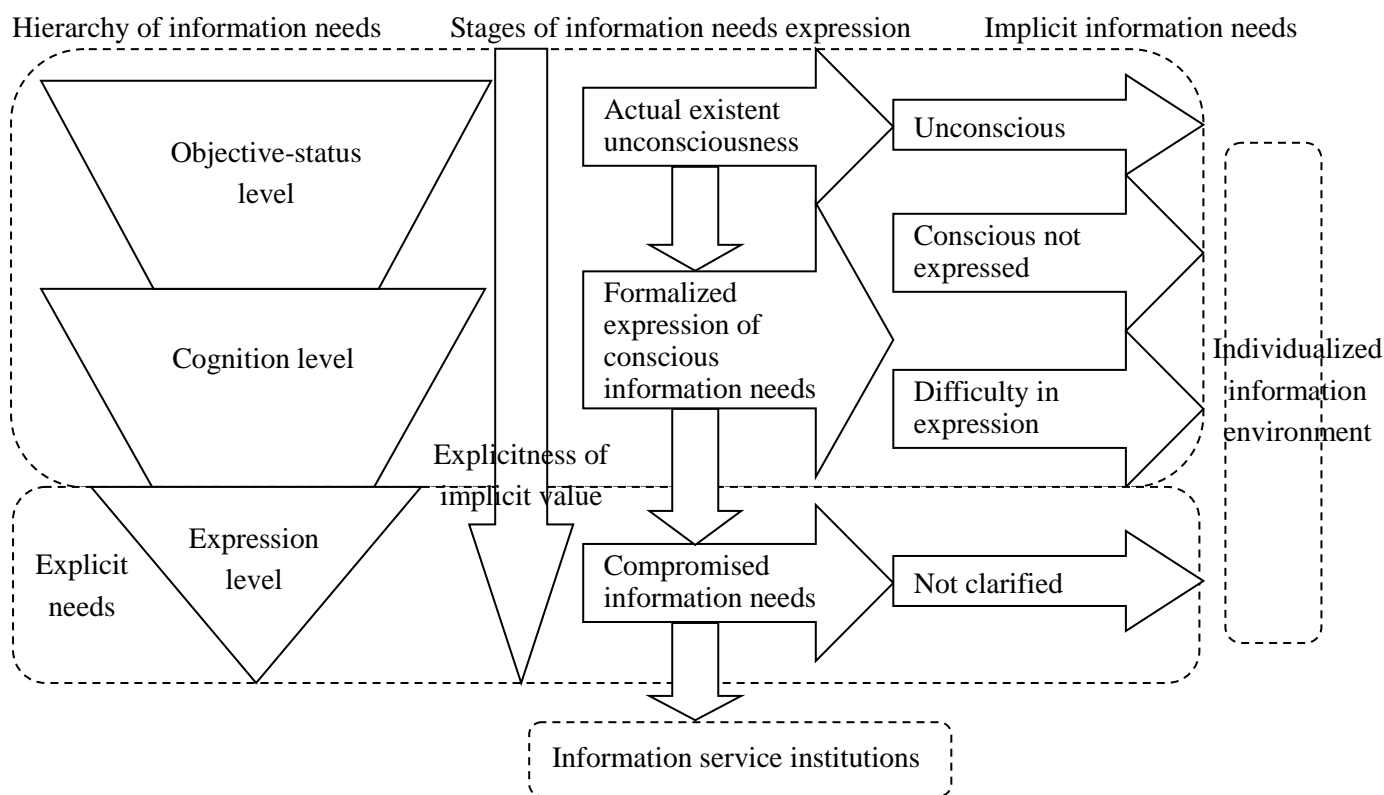 Hierarchy of information needs
Stages of information needs expression
Implicit information needs
Objective-status
level
Actual existent
unconsciousness
Unconscious
Conscious not
expressed
Cognition level
Formalized
expression of
conscious
information needs
Difficulty in
expression
Individualized
information
environment
Explicitness of
implicit value
Explicit
needs
Expression
level
Compromised
information needs
Not clarified
Information service institutions